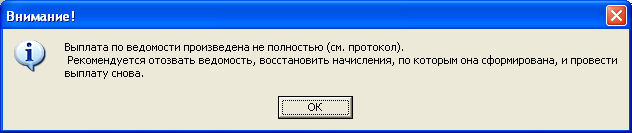 Внимание!
Выплата по ведомости произведена не полностью (см. протокол).
Рекомендуется отозвать ведомость, восстановить начисления, по которым она сформирована, и провести
выплату снова.
OK